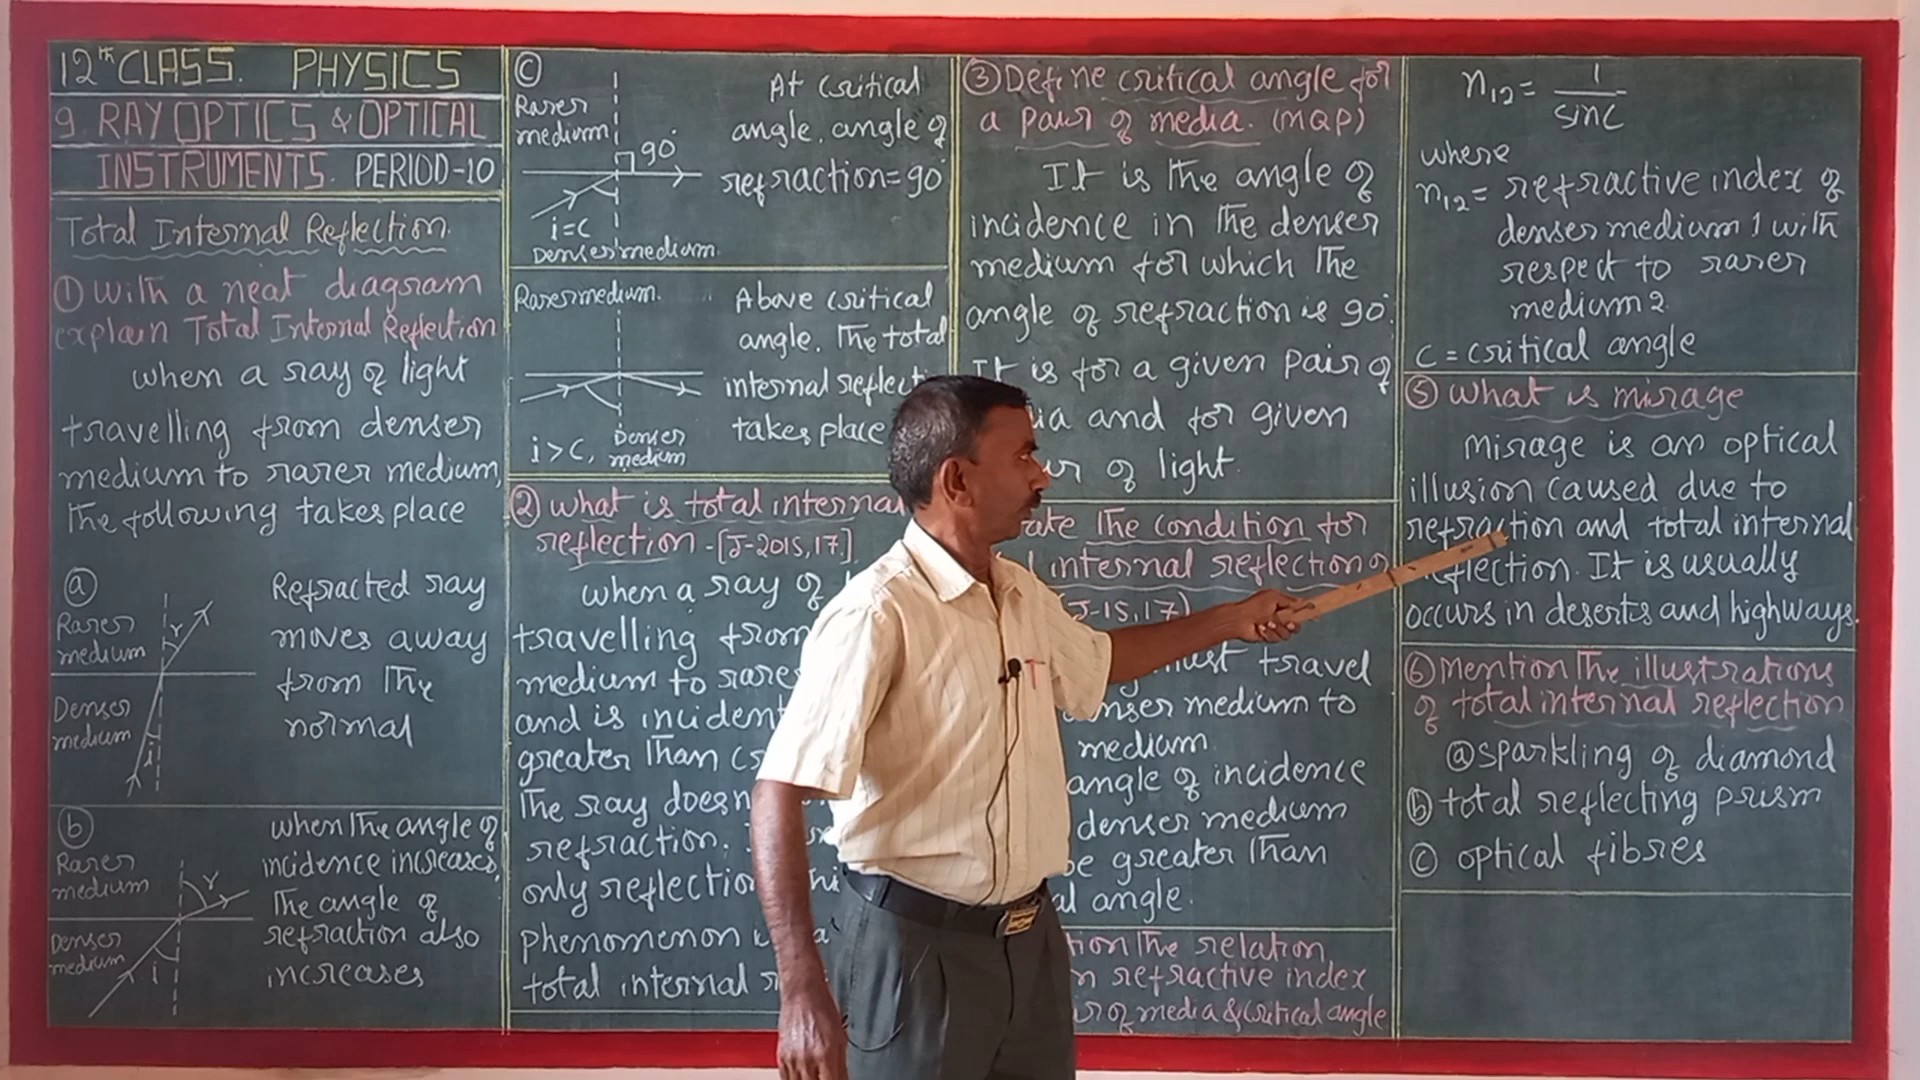 12th CLASS. PHYSICS
9. RAY OPTICS & OPTICAL
INSTRUMENTS. PERIOD-10
Total Internal Reflection.
① With a neat diagram
explain Total Internal Reflection
when a ray of light
travelling from denser
medium to rarer medium,
the following takes place
ⓐ
Rarer
medium
r
Denser
medium
i
Refracted ray
moves away
from the
normal
ⓑ
Rarer
medium
r
Denser
medium
i
when the angle of
incidence increases,
The angle of
refraction also
increases
ⓒ
Rarer
medium
90°
i=c
Denser medium.
At critical
angle, angle of
refraction=90°
Rarer medium.
i>c, Denser
medium
Above critical
angle. The total
internal reflecti
takes place
② what is total internal
reflection -[J-2015,17].
when a ray of
travelling from
medium to rarer
and is incident
greater than
The ray does
refraction.
only reflection
phenomenon
total internal
③ Define critical angle for
a pair of media. (MQP)
It is the angle of
incidence in the denser
medium for which the
angle of refraction is 90°.
It is for a given pair of
and for given
of light.
the condition for
internal reflection
J-15,17)
must travel
medium to
medium.
angle of incidence
denser medium
be greater than
angle.
the relation
refractive index
of media & critical angle
n12 = 1
sinc
where
n12 = refractive index of
denser medium 1 with
respect to rarer
medium 2.
c = critical angle
⑤ what is mirage
Mirage is an optical
illusion caused due to
refraction and total internal
reflection. It is usually
occurs in deserts and highways.
⑥ Mention the illustrations
of total internal reflection
ⓐ sparkling of diamond
ⓑ total reflecting prism
ⓒ optical fibres